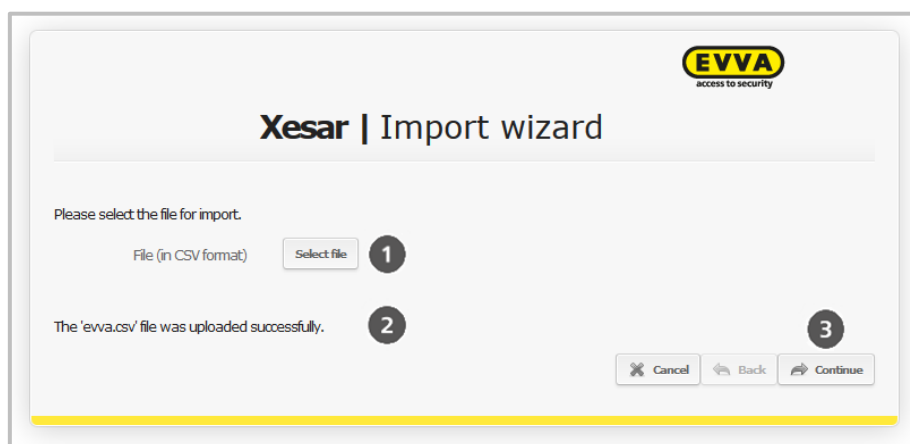 EVVA
access to security
Xesar | Import wizard
Please select the file for import.
File (in CSV format) Select file 1
The 'evva.csv' file was uploaded successfully. 2
3
Cancel Back Continue